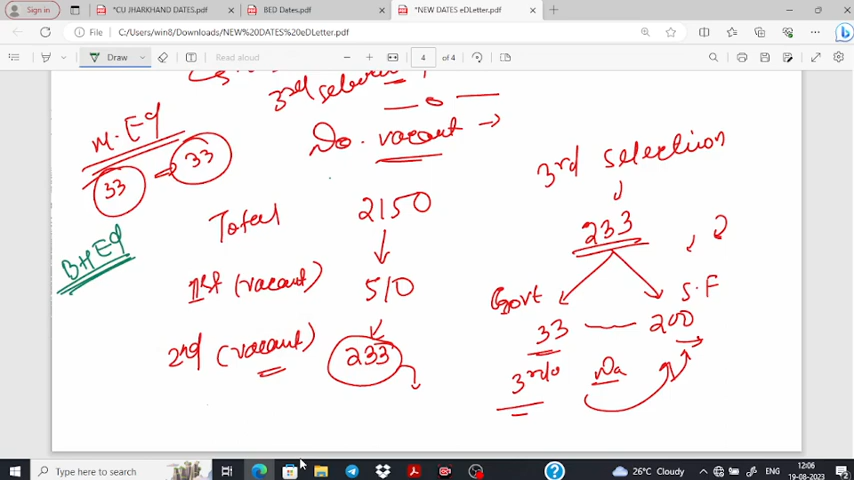 Sign in
*CU JHARKHAND DATES.pdf
BED Dates.pdf
*NEW DATES eDLetter.pdf
File
C:/Users/win8/Downloads/NEW%20DATES%20eDLetter.pdf
Draw
Read aloud
4 of 4
3rd selection
No. vacant →
M.Ed
33
33
3rd selection
Total 2150
233
BHEd
1st (vacant) 510
Govt S.F
33 — 200
2nd (vacant) 233
3rd
Type here to search
26°C Cloudy
ENG
12:06
19-08-2023
2